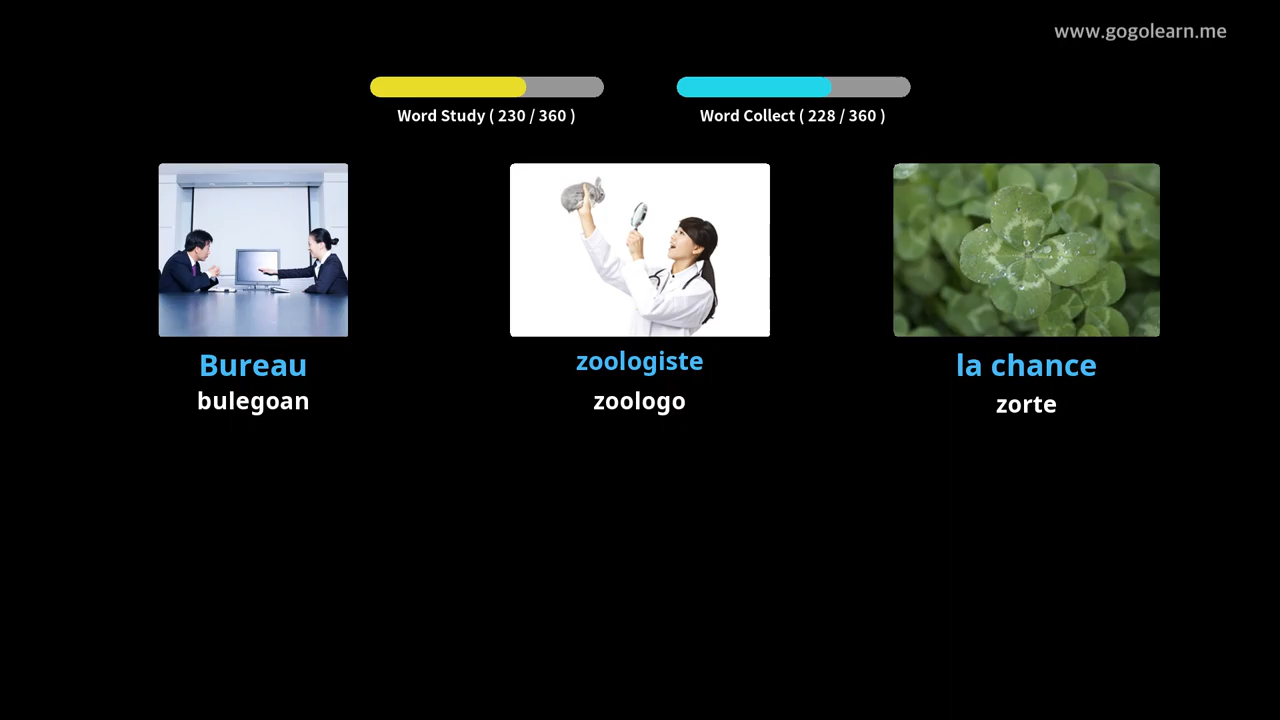 www.gogolearn.me
Word Study ( 230 / 360 )
Word Collect ( 228 / 360 )
Bureau
bulegoan
zoologiste
zoologo
la chance
zorte